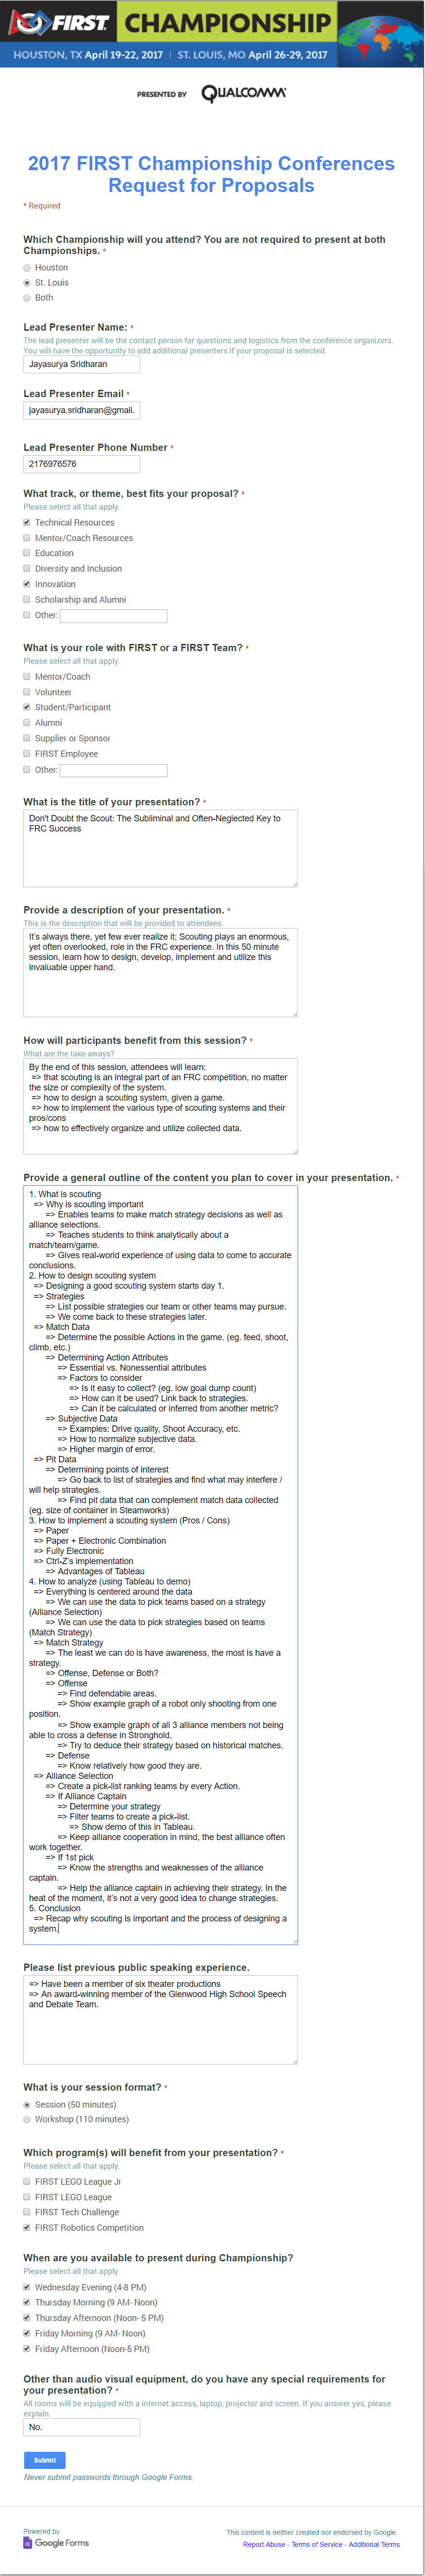 FIRST. CHAMPIONSHIP
HOUSTON, TX April 19-22, 2017 | ST. LOUIS, MO April 26-29, 2017
PRESENTED BY QUALCOMM
2017 FIRST Championship Conferences
Request for Proposals
* Required
Which Championship will you attend? You are not required to present at both
Championships. *
Houston
St. Louis
Both
Lead Presenter Name: *
The lead presenter will be the contact person for questions and logistics from the conference organizers.
You will have the opportunity to add additional presenters if your proposal is selected.
Jayasurya Sridharan
Lead Presenter Email *
jayasurya.sridharan@gmail.
Lead Presenter Phone Number *
2176976576
What track, or theme, best fits your proposal? *
Please select all that apply.
Technical Resources
Mentor/Coach Resources
Education
Diversity and Inclusion
Innovation
Scholarship and Alumni
Other:
What is your role with FIRST or a FIRST Team? *
Please select all that apply.
Mentor/Coach
Volunteer
Student/Participant
Alumni
Supplier or Sponsor
FIRST Employee
Other:
What is the title of your presentation? *
Don't Doubt the Scout: The Subliminal and Often-Neglected Key to
FRC Success
Provide a description of your presentation. *
This is the description that will be provided to attendees.
It's always there, yet few ever realize it; Scouting plays an enormous,
yet often overlooked, role in the FRC experience. In this 50 minute
session, learn how to design, develop, implement and utilize this
invaluable upper hand.
How will participants benefit from this session? *
What are the take-aways?
By the end of this session, attendees will learn:
=> that scouting is an integral part of an FRC competition, no matter
the size or complexity of the system.
=> how to design a scouting system, given a game.
=> how to implement the various type of scouting systems and their
pros/cons
=> how to effectively organize and utilize collected data.
Provide a general outline of the content you plan to cover in your presentation. *
1. What is scouting
=> Why is scouting important
=> Enables teams to make match strategy decisions as well as
alliance selections.
=> Teaches students to think analytically about a
match/team/game.
=> Gives real-world experience of using data to come to accurate
conclusions.
2. How to design scouting system
=> Designing a good scouting system starts day 1.
=> Strategies
=> List possible strategies our team or other teams may pursue.
=> We come back to these strategies later.
=> Match Data
=> Determine the possible Actions in the game. (eg. feed, shoot,
climb, etc.)
=> Determining Action Attributes
=> Essential vs. Nonessential attributes
=> Factors to consider
=> Is it easy to collect? (eg. low goal dump count)
=> How can it be used? Link back to strategies.
=> Can it be calculated or inferred from another metric?
=> Subjective Data
=> Examples: Drive quality, Shoot Accuracy, etc.
=> How to normalize subjective data.
=> Higher margin of error.
=> Pit Data
=> Determining points of interest
=> Go back to list of strategies and find what may interfere /
will help strategies.
=> Find pit data that can complement match data collected
(eg. size of container in Steamworks)
3. How to implement a scouting system (Pros / Cons)
=> Paper
=> Paper + Electronic Combination
=> Fully Electronic
=> Ctrl-Z's implementation
=> Advantages of Tableau
4. How to analyze (using Tableau to demo)
=> Everything is centered around the data
=> We can use the data to pick teams based on a strategy
(Alliance Selection)
=> We can use the data to pick strategies based on teams
(Match Strategy)
=> Match Strategy
=> The least we can do is have awareness, the most is have a
strategy.
=> Offense, Defense or Both?
=> Offense
=> Find defendable areas.
=> Show example graph of a robot only shooting from one
position.
=> Show example graph of all 3 alliance members not being
able to cross a defense in Stronghold.
=> Try to deduce their strategy based on historical matches.
=> Defense
=> Know relatively how good they are.
=> Alliance Selection
=> Create a pick-list ranking teams by every Action.
=> If Alliance Captain
=> Determine your strategy
=> Filter teams to create a pick-list.
=> Show demo of this in Tableau.
=> Keep alliance cooperation in mind, the best alliance often
work together.
=> If 1st pick
=> Know the strengths and weaknesses of the alliance
captain.
=> Help the alliance captain in achieving their strategy. In the
heat of the moment, it's not a very good idea to change strategies.
5. Conclusion
=> Recap why scouting is important and the process of designing a
system.
Please list previous public speaking experience.
=> Have been a member of six theater productions
=> An award-winning member of the Glenwood High School Speech
and Debate Team.
What is your session format? *
Session (50 minutes)
Workshop (110 minutes)
Which program(s) will benefit from your presentation? *
Please select all that apply.
FIRST LEGO League Jr
FIRST LEGO League
FIRST Tech Challenge
FIRST Robotics Competition
When are you available to present during Championship?
Please select all that apply
Wednesday Evening (4-8 PM)
Thursday Morning (9 AM- Noon)
Thursday Afternoon (Noon- 5 PM)
Friday Morning (9 AM- Noon)
Friday Afternoon (Noon-5 PM)
Other than audio visual equipment, do you have any special requirements for
your presentation? *
All rooms will be equipped with a internet access, laptop, projector and screen. If you answer yes, please
explain.
No.
Submit
Never submit passwords through Google Forms.
Powered by
Google Forms
This content is neither created nor endorsed by Google.
Report Abuse - Terms of Service - Additional Terms